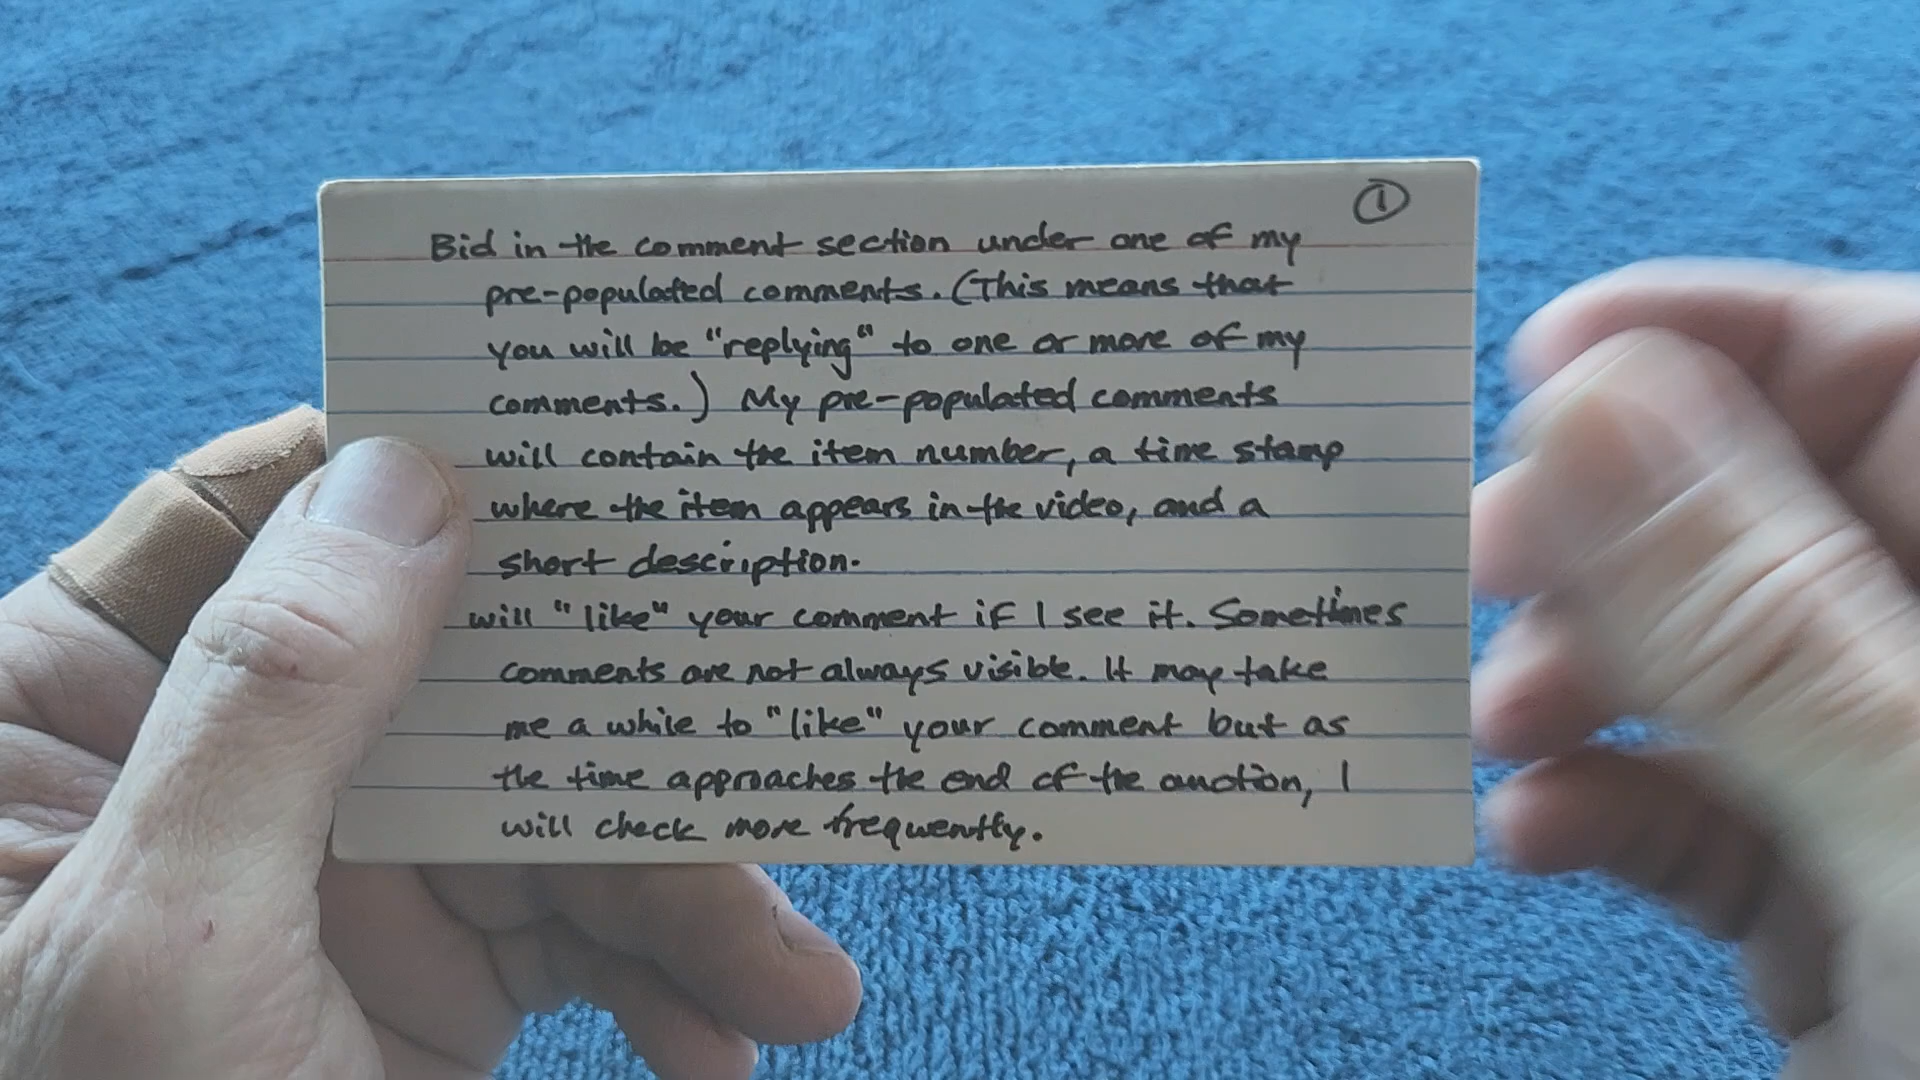 ①
Bid in the comment section under one of my
pre-populated comments. (This means that
you will be "replying" to one or more of my
comments.) My pre-populated comments
will contain the item number, a time stamp
where the item appears in the video, and a
short description.
will "like" your comment if I see it. Sometimes
comments are not always visible. It may take
me a while to "like" your comment but as
the time approaches the end of the auction, I
will check more frequently.